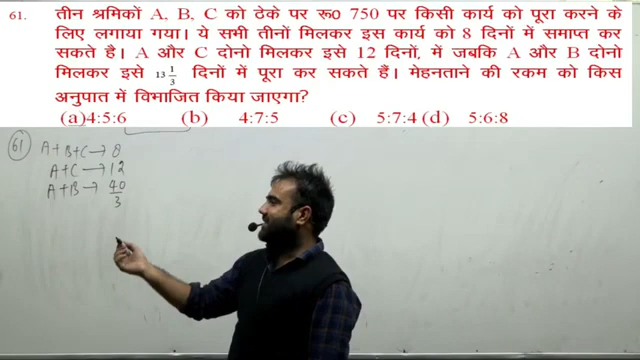 61. तीन श्रमिकों A, B, C को ठेके पर रू0 750 पर किसी कार्य को पूरा करने के
लिए लगाया गया। ये सभी तीनों मिलकर इस कार्य को 8 दिनों में समाप्त कर
सकते है। A और C दोनो मिलकर इसे 12 दिनों, में जबकि A और B दोनो
मिलकर इसे 13 1/3 दिनों में पूरा कर सकते हैं। मेहनताने की रकम को किस
अनुपात में विभाजित किया जाएगा?
(a)4:5:6 (b) 4:7:5 (c) 5:7:4 (d) 5:6:8
61 A+B+C→8
A+C→12
A+B→40/3